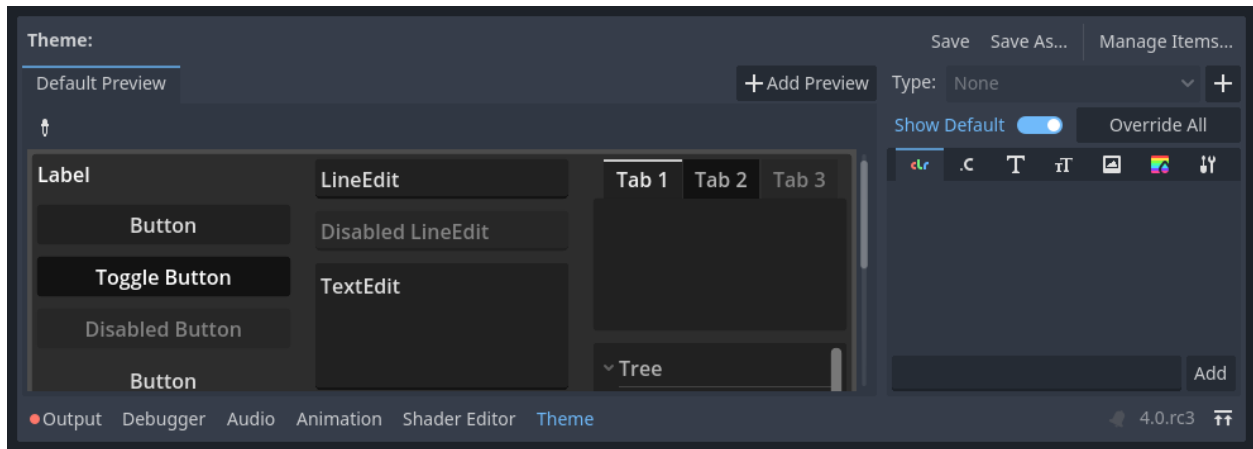 Theme:
Save Save As... Manage Items...
Default Preview
Add Preview
Type: None
Show Default
Override All
Label
Button
Toggle Button
Disabled Button
Button
LineEdit
Disabled LineEdit
TextEdit
Tab 1 Tab 2 Tab 3
Tree
clr .C T TT
Add
Output Debugger Audio Animation Shader Editor Theme
4.0.rc3